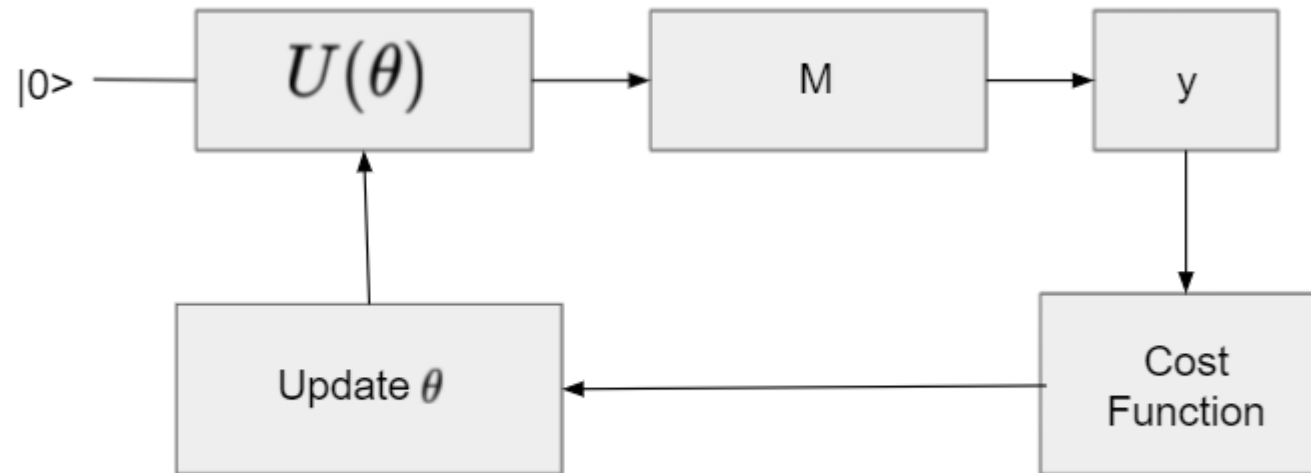 |0>
U(θ)
M
y
Update θ
Cost
Function